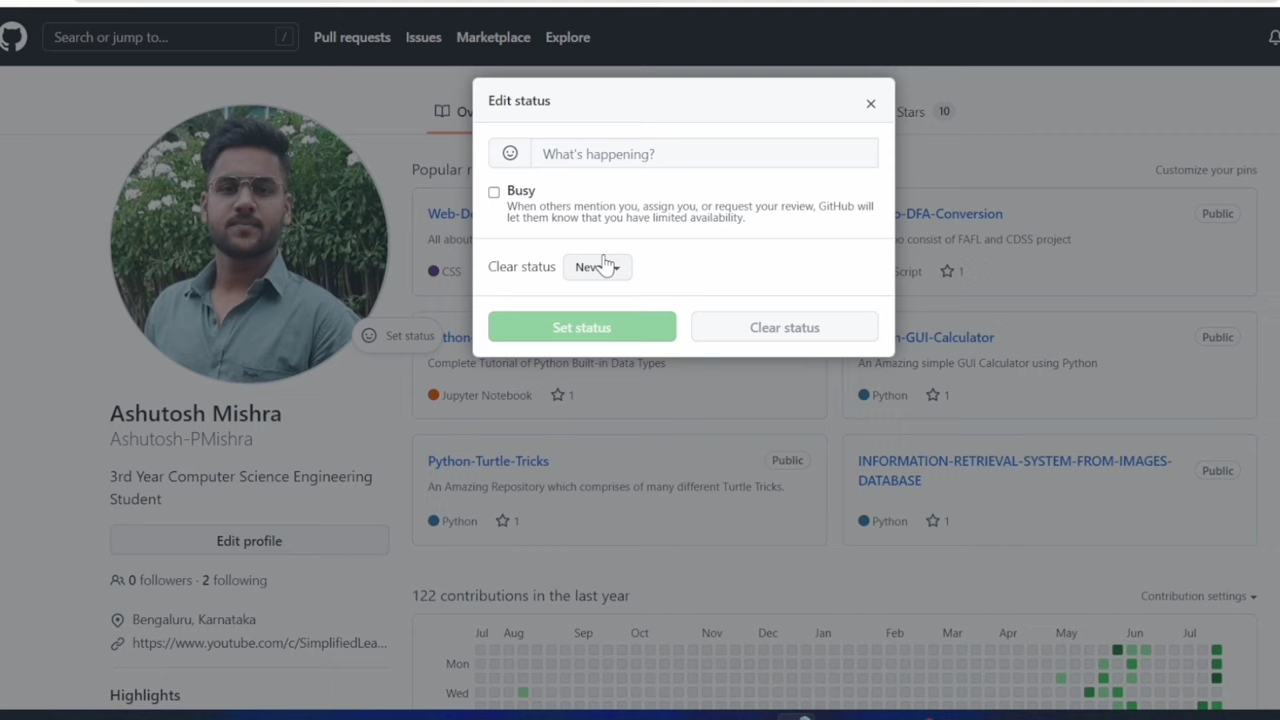 Search or jump to... /
Pull requests
Issues
Marketplace
Explore
Edit status
×
Stars 10
What's happening?
Popular
Customize your pins
Busy
When others mention you, assign you, or request your review, GitHub will
let them know that you have limited availability.
Public
-DFA-Conversion
All about
consist of FAFL and CDSS project
Clear status
CSS
1
Set status
Clear status
Set status
-GUI-Calculator
Public
Complete Tutorial of Python Built-in Data Types
An Amazing simple GUI Calculator using Python
Jupyter Notebook
1
Python
1
Ashutosh Mishra
Ashutosh-PMishra
Python-Turtle-Tricks
Public
INFORMATION-RETRIEVAL-SYSTEM-FROM-IMAGES-
DATABASE
Public
An Amazing Repository which comprises of many different Turtle Tricks.
3rd Year Computer Science Engineering
Student
Python
1
Python
1
Edit profile
0 followers · 2 following
122 contributions in the last year
Contribution settings
Bengaluru, Karnataka
https://www.youtube.com/c/SimplifiedLea...
Jul Aug Sep Oct Nov Dec Jan Feb Mar Apr May Jun Jul
Mon
Wed
Highlights